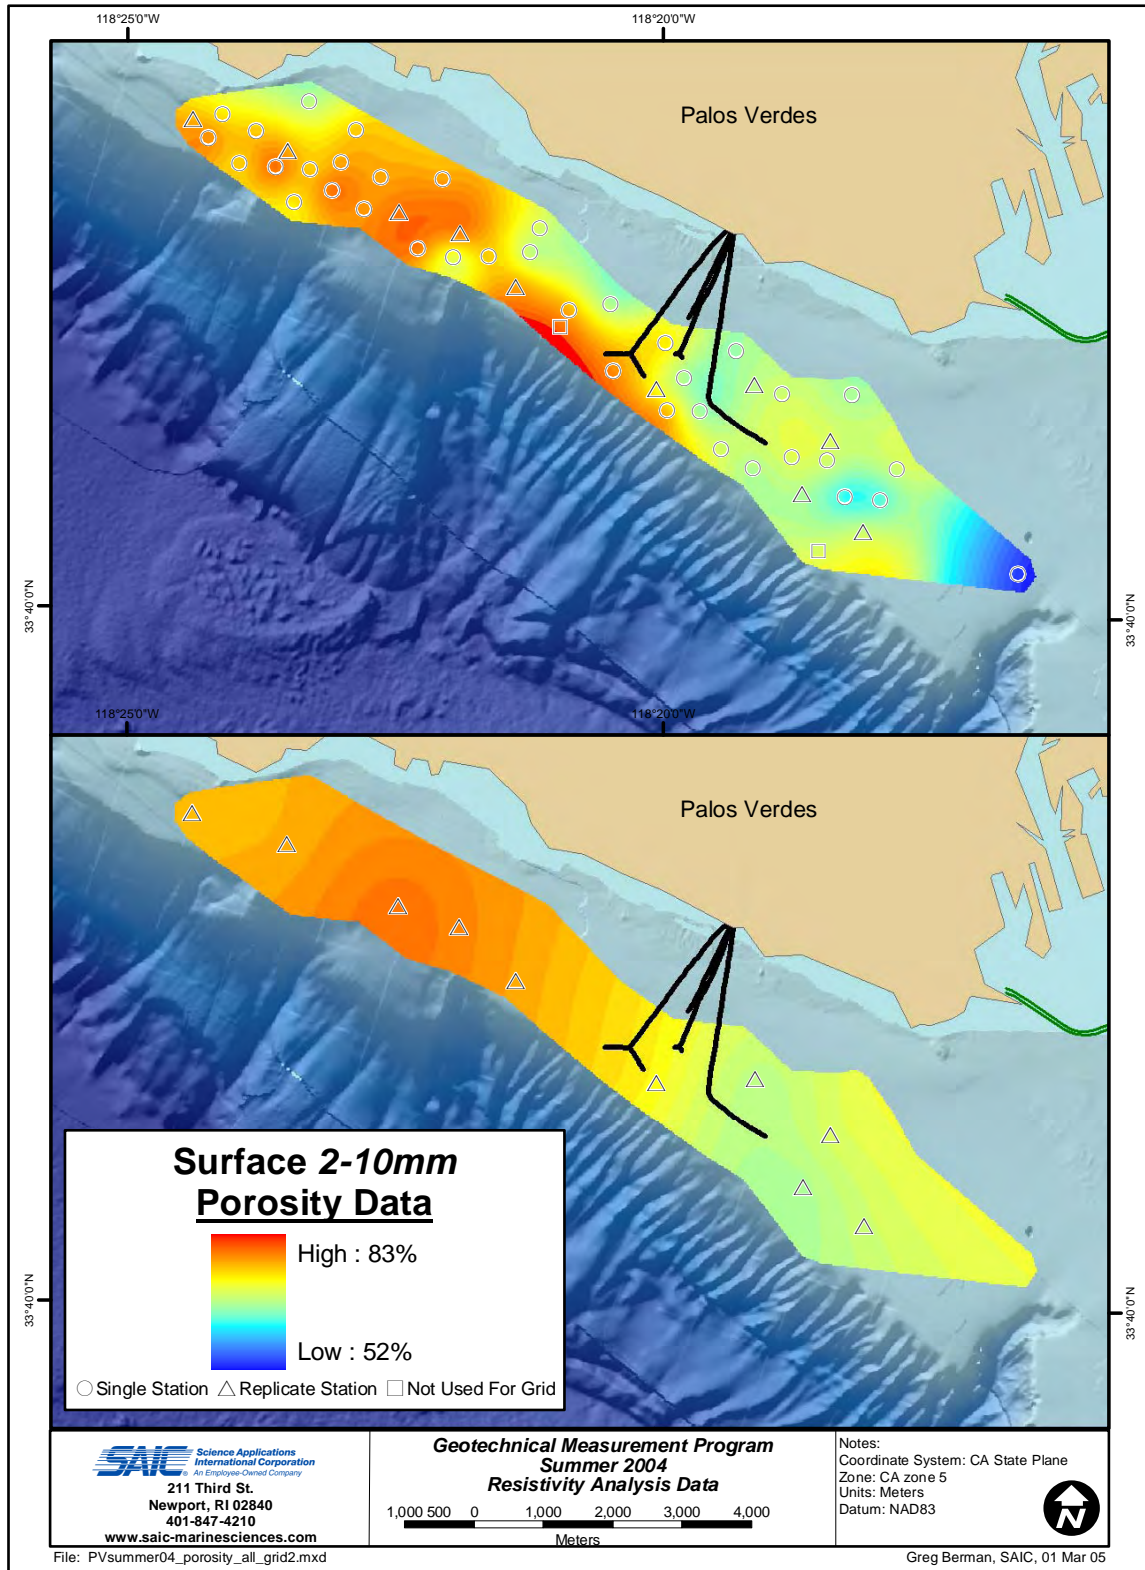 118°25'0"W 118°20'0"W
Palos Verdes
33°40'0"N 33°40'0"N
118°25'0"W 118°20'0"W
Palos Verdes
Surface 2-10mm
Porosity Data
High : 83%
Low : 52%
Single Station Replicate Station Not Used For Grid
33°40'0"N 33°40'0"N
SAIC Science Applications
International Corporation
An Employee-Owned Company
211 Third St.
Newport, RI 02840
401-847-4210
www.saic-marinesciences.com
Geotechnical Measurement Program
Summer 2004
Resistivity Analysis Data
1,000 500 0 1,000 2,000 3,000 4,000
Meters
Notes:
Coordinate System: CA State Plane
Zone: CA zone 5
Units: Meters
Datum: NAD83
N
File: PVsummer04_porosity_all_grid2.mxd
Greg Berman, SAIC, 01 Mar 05